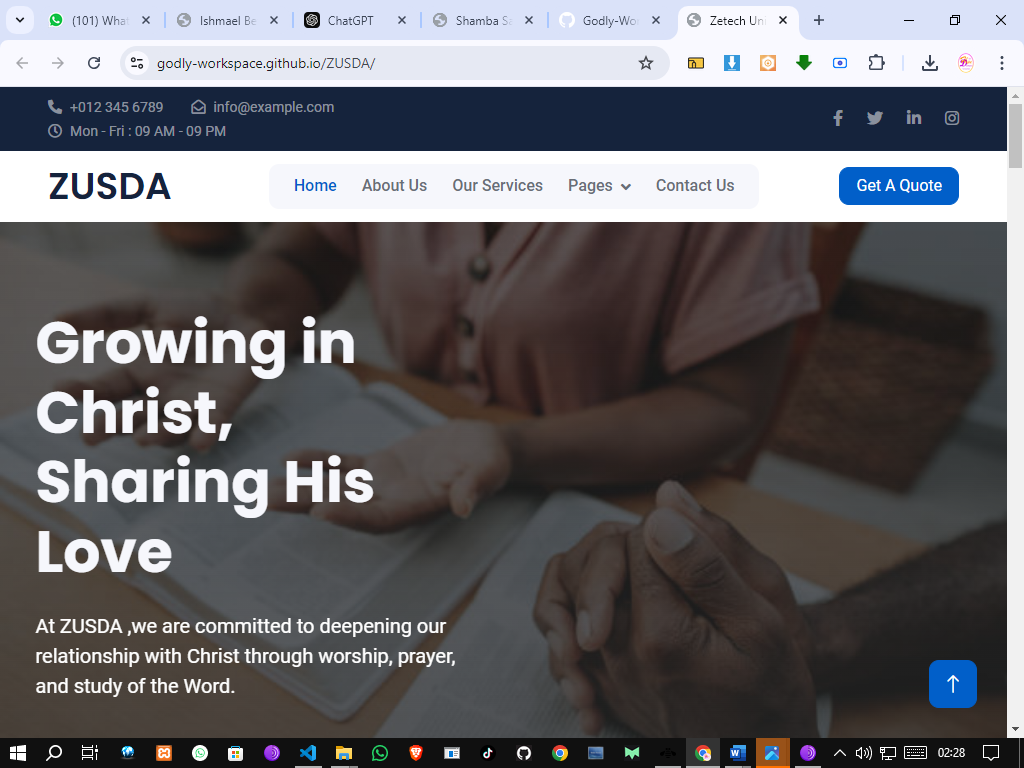 (101) What
Ishmael Be
ChatGPT
Shamba Sa
Godly-Wor
Zetech Uni
godly-workspace.github.io/ZUSDA/
+012 345 6789
info@example.com
Mon - Fri : 09 AM - 09 PM
ZUSDA
Home
About Us
Our Services
Pages
Contact Us
Get A Quote
Growing in
Christ,
Sharing His
Love
At ZUSDA ,we are committed to deepening our
relationship with Christ through worship, prayer,
and study of the Word.
02:28